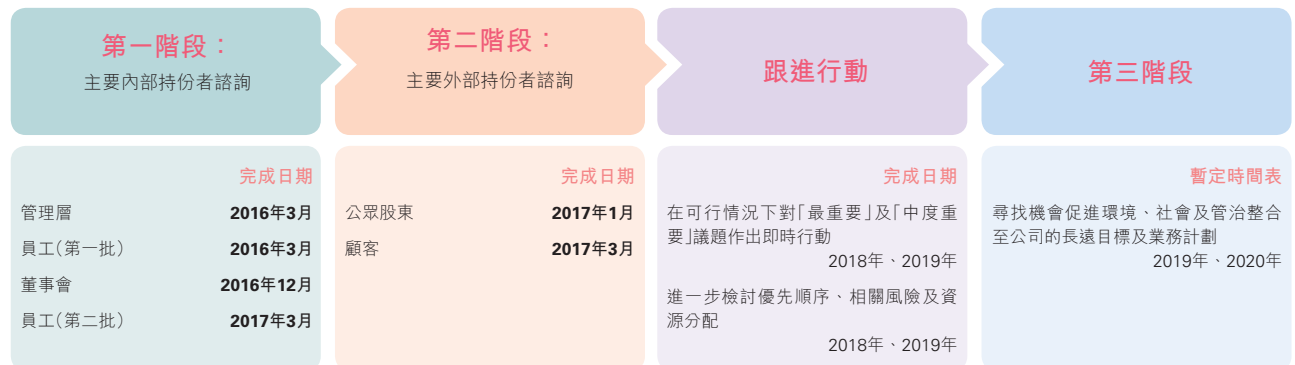 第一階段：
主要內部持份者諮詢
完成日期
管理層 2016年3月
員工（第一批） 2016年3月
董事會 2016年12月
員工（第二批） 2017年3月
第二階段：
主要外部持份者諮詢
完成日期
公眾股東 2017年1月
顧客 2017年3月
跟進行動
完成日期
在可行情況下對「最重要」及「中度重
要」議題作出即時行動
2018年、2019年
進一步檢討優先順序、相關風險及資
源分配
2018年、2019年
第三階段
暫定時間表
尋找機會促進環境、社會及管治整合
至公司的長遠目標及業務計劃
2019年、2020年